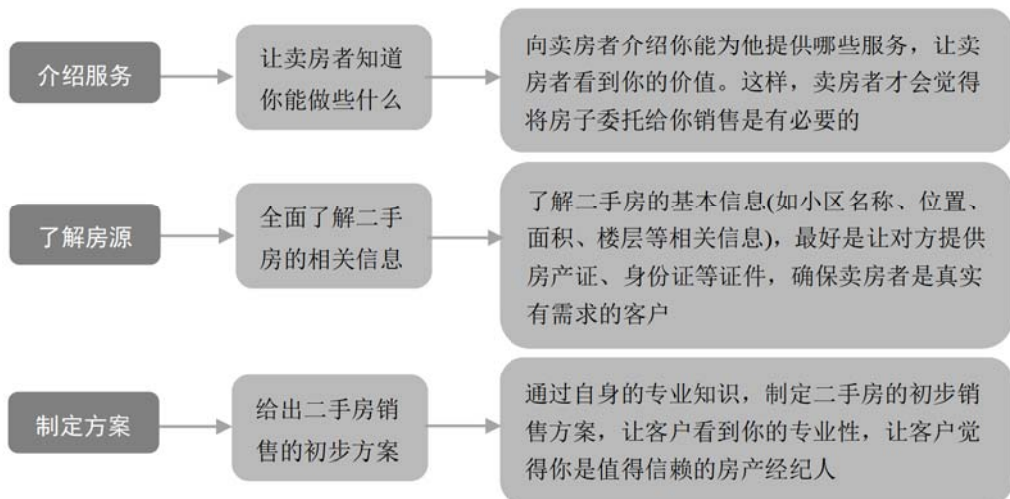 介绍服务
让卖房者知道
你能做些什么
向卖房者介绍你能为他提供哪些服务，让卖
房者看到你的价值。这样，卖房者才会觉得
将房子委托给你销售是有必要的
了解房源
全面了解二手
房的相关信息
了解二手房的基本信息(如小区名称、位置、
面积、楼层等相关信息)，最好是让对方提供
房产证、身份证等证件，确保卖房者是真实
有需求的客户
制定方案
给出二手房销
售的初步方案
通过自身的专业知识，制定二手房的初步销
售方案，让客户看到你的专业性，让客户觉
得你是值得信赖的房产经纪人